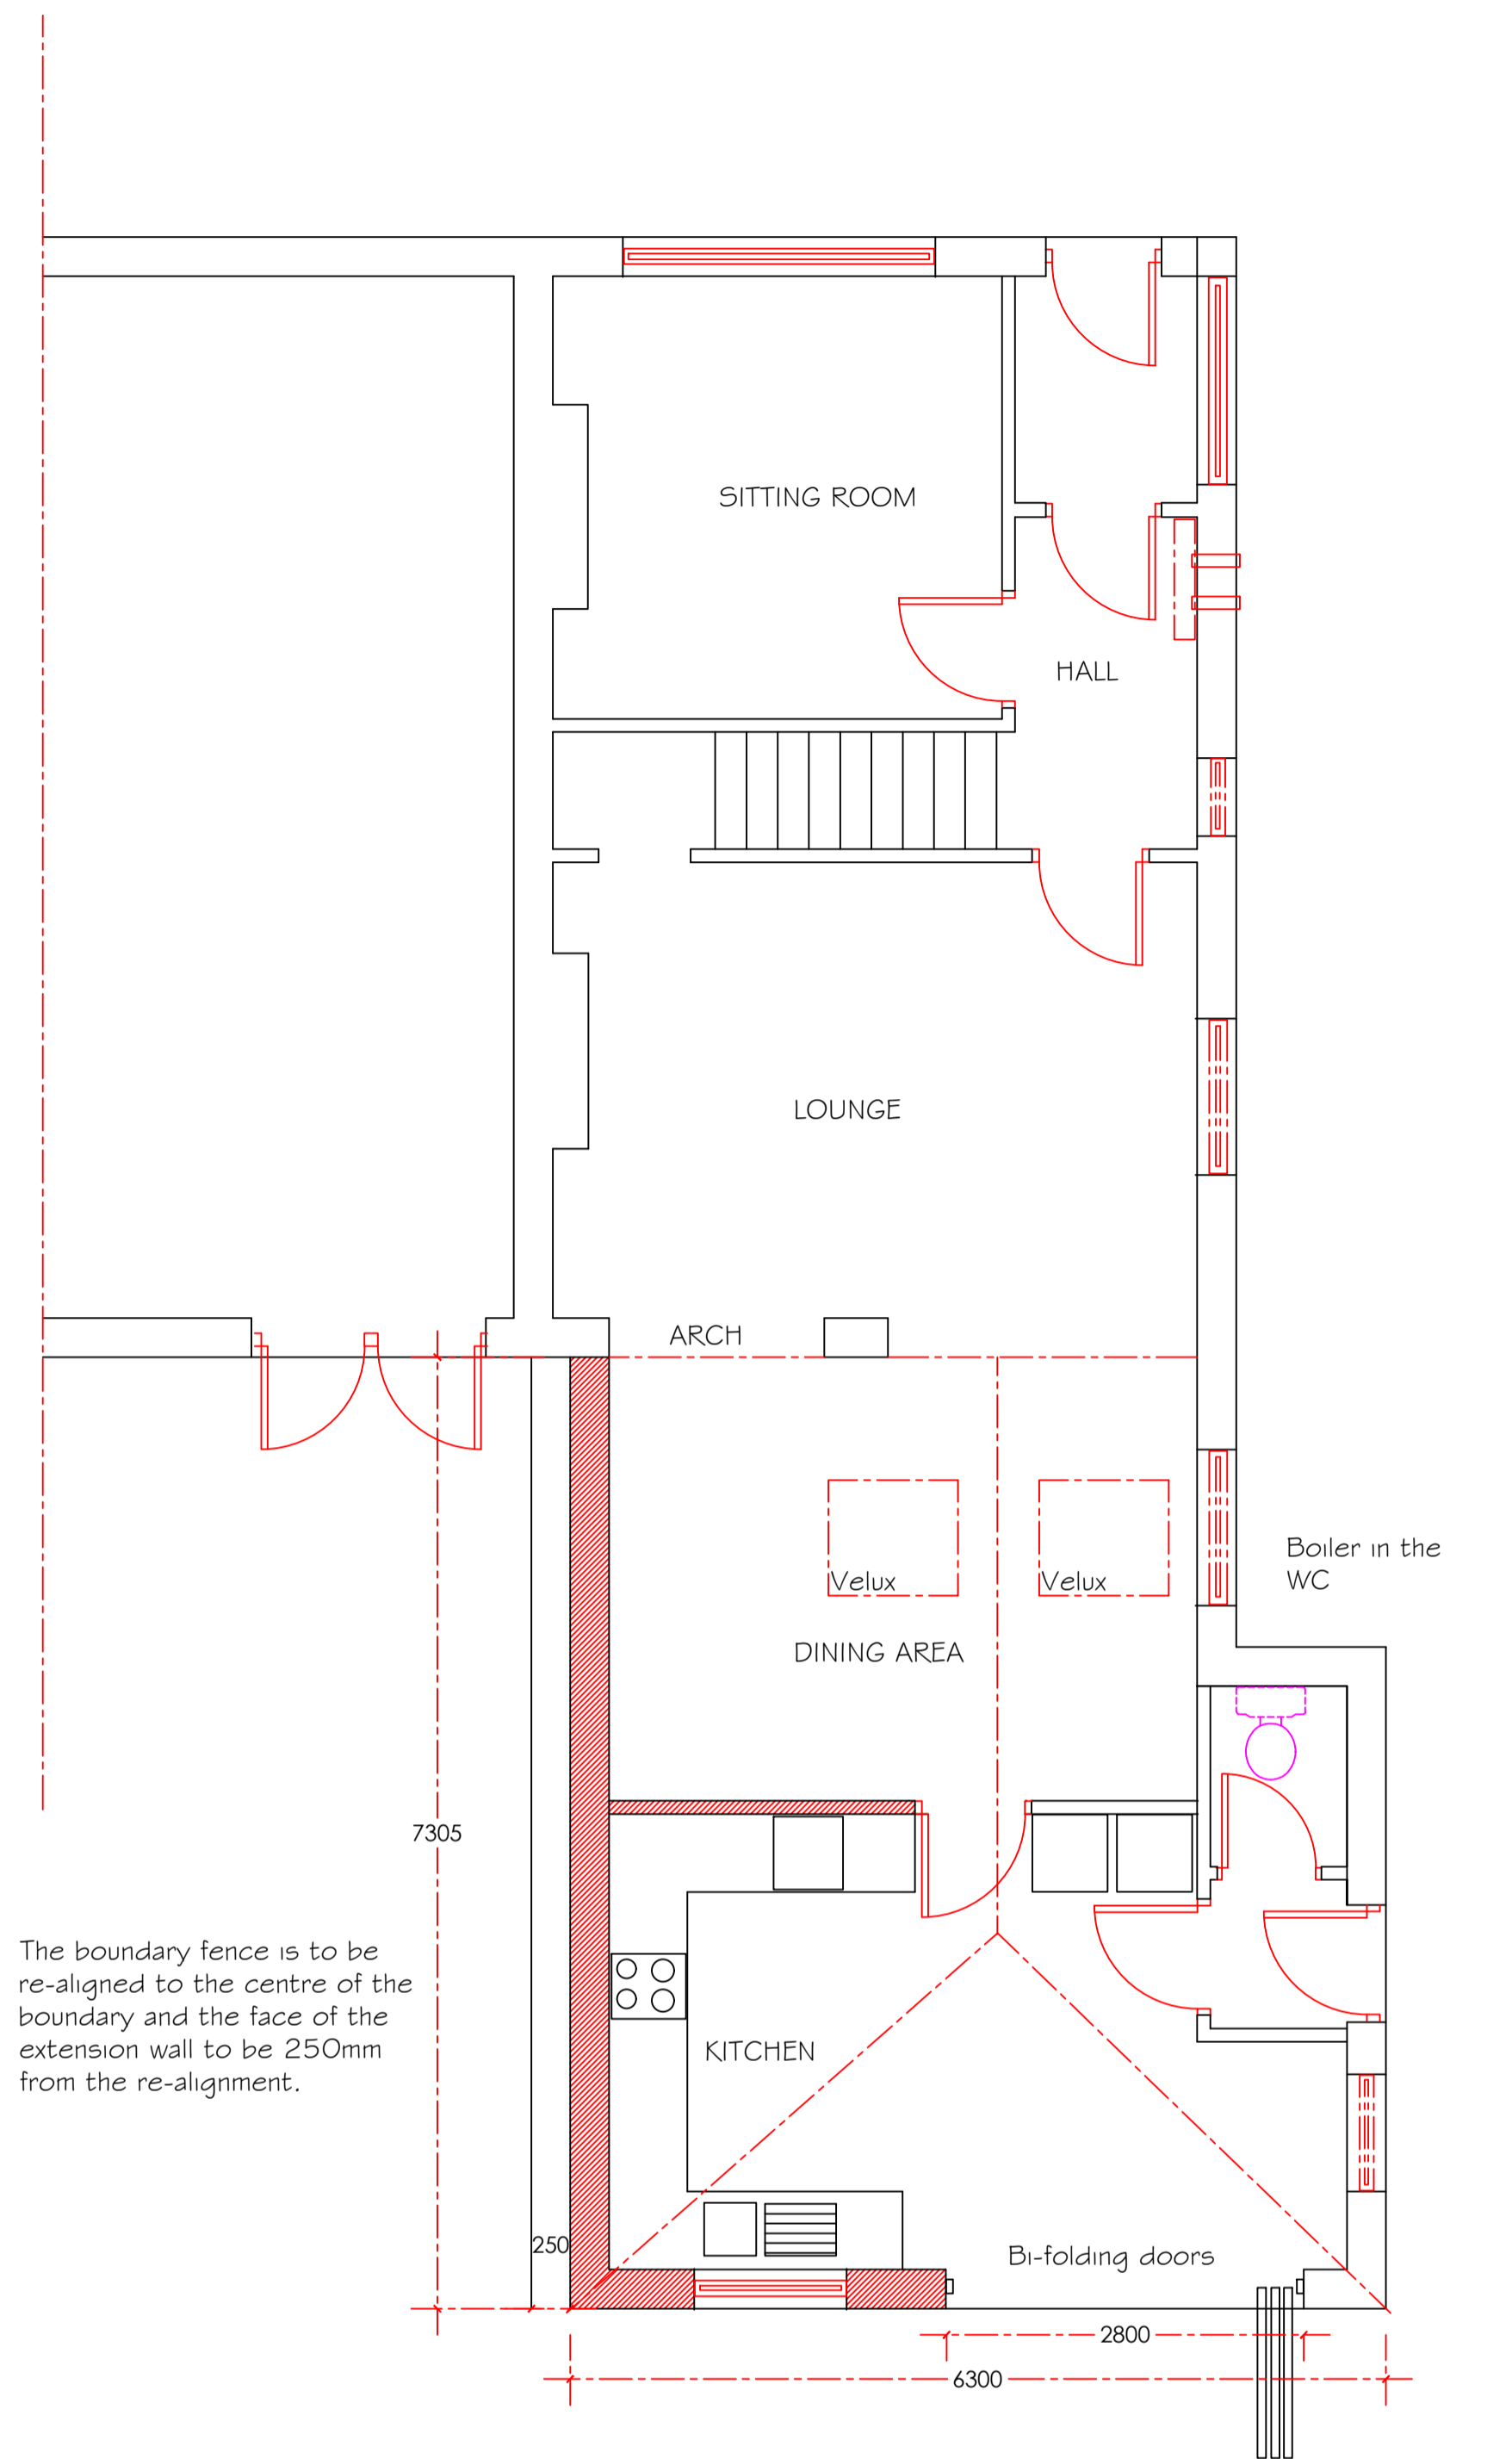 SITTING ROOM
HALL
LOUNGE
ARCH
Velux
Velux
Boiler in the
WC
DINING AREA
7305
The boundary fence is to be
re-aligned to the centre of the
boundary and the face of the
extension wall to be 250mm
from the re-alignment.
KITCHEN
250
Bi-folding doors
2800
6300